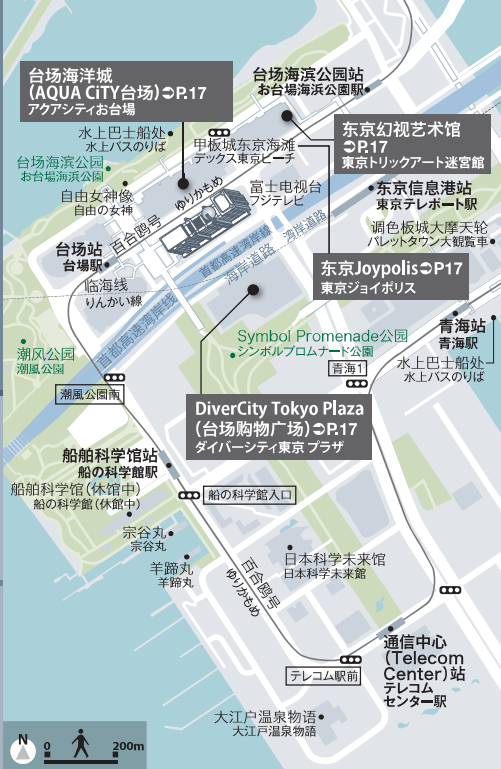 台场海洋城
(AQUA CiTY台场)➲P.17
アクアシティお台場
台场海滨公园站
お台場海浜公園駅
水上巴士船处
水上バスのりば
甲板城东京海滩
デックス東京ビーチ
东京幻视艺术馆
➲P.17
東京トリックアート迷宮館
台场海滨公园
お台場海浜公園
自由女神像
自由の女神
ゆりかもめ
百合鸥号
富士电视台
フジテレビ
东京信息港站
東京テレポート駅
调色板城大摩天轮
パレットタウン大観覧車
台场站
台場駅
首都高速湾岸線
湾岸道路
海岸道路
临海线
りんかい線
首都高速湾岸线
东京Joypolis➲P17
東京ジョイポリス
青海站
青海駅
水上巴士船处
水上バスのりば
潮风公园
潮風公園
Symbol Promenade公园
シンボルプロムナード公園
青海1
潮風公園南
DiverCity Tokyo Plaza
(台场购物广场)➲P.17
ダイバーシティ東京 プラザ
船舶科学馆站
船の科学館駅
船舶科学馆(休馆中)
船の科学館(休館中)
船の科学館入口
宗谷丸
宗谷丸
羊蹄丸
羊蹄丸
百合鸥号
ゆりかもめ
日本科学未来馆
日本科学未来館
通信中心
(Telecom
Center)站
テレコム
センター駅
テレコム駅前
大江户温泉物语
大江戸温泉物語
N
0
200m